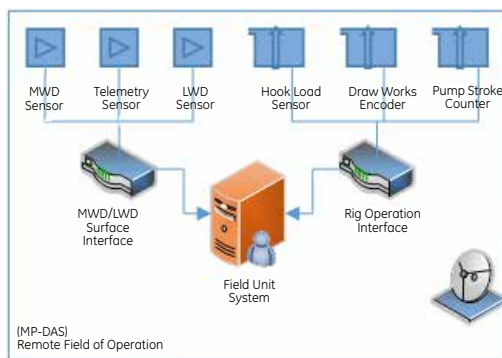 MWD
Sensor
Telemetry
Sensor
LWD
Sensor
Hook Load
Sensor
Draw Works
Encoder
Pump Stroke
Counter
MWD/LWD
Surface
Interface
Rig Operation
Interface
Field Unit
System
(MP-DAS)
Remote Field of Operation